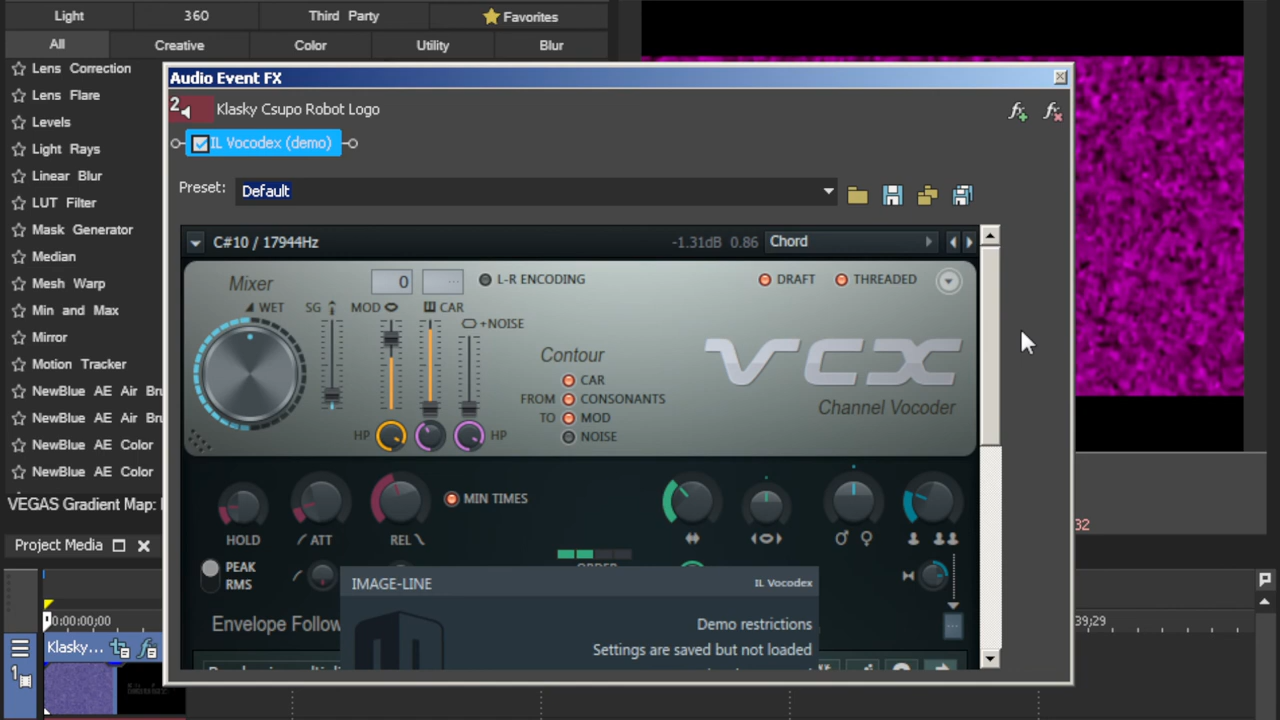 Light 360 Third Party Favorites
All Creative Color Utility Blur
Lens Correction
Lens Flare
Levels
Light Rays
Linear Blur
LUT Filter
Mask Generator
Median
Mesh Warp
Min and Max
Mirror
Motion Tracker
NewBlue AE Air Bru
NewBlue AE Air Bru
NewBlue AE Color
NewBlue AE Color
VEGAS Gradient Map:
Project Media
0:00:00;00
Klasky...
1
Audio Event FX
2 Klasky Csupo Robot Logo
IL Vocodex (demo)
Preset: Default
C#10 / 17944Hz -1.31dB 0.86 Chord
Mixer 0 ... L-R ENCODING DRAFT THREADED
WET SG MOD CAR
+NOISE
Contour
CAR
FROM CONSONANTS
TO MOD
NOISE
HP HP
VCX
Channel Vocoder
MIN TIMES
HOLD ATT REL
PEAK
RMS
ORDER
Envelope Follow
IMAGE-LINE IL Vocodex
Demo restrictions
Settings are saved but not loaded
32
39;29